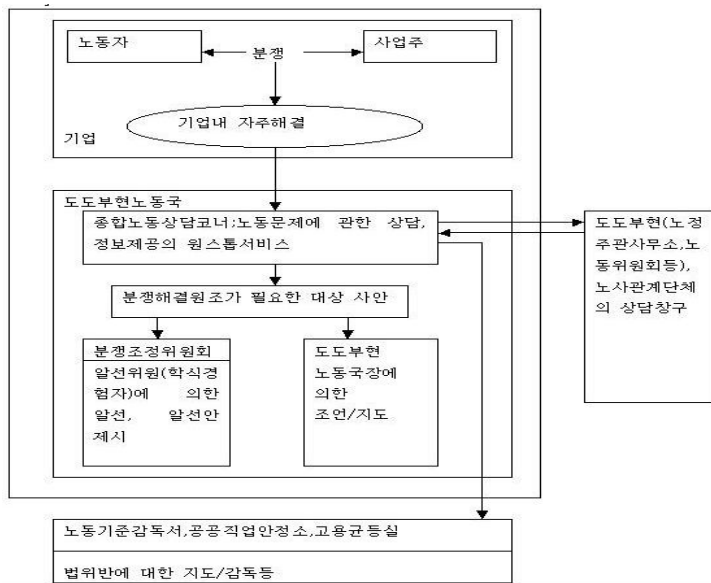 노동자
분쟁
사업주
기업내 자주해결
기업
도도부현노동국
종합노동상담코너;노동문제에 관한 상담,
정보제공의 원스톱서비스
도도부현(노정
주관사무소,노
동위원회등),
노사관계단체
의 상담창구
분쟁해결원조가 필요한 대상 사안
분쟁조정위원회
알선위원(학식경
험자)에 의한
알선, 알선안
제시
도도부현
노동국장에
의한
조언/지도
노동기준감독서,공공직업안정소,고용균등실
법위반에 대한 지도/감독등